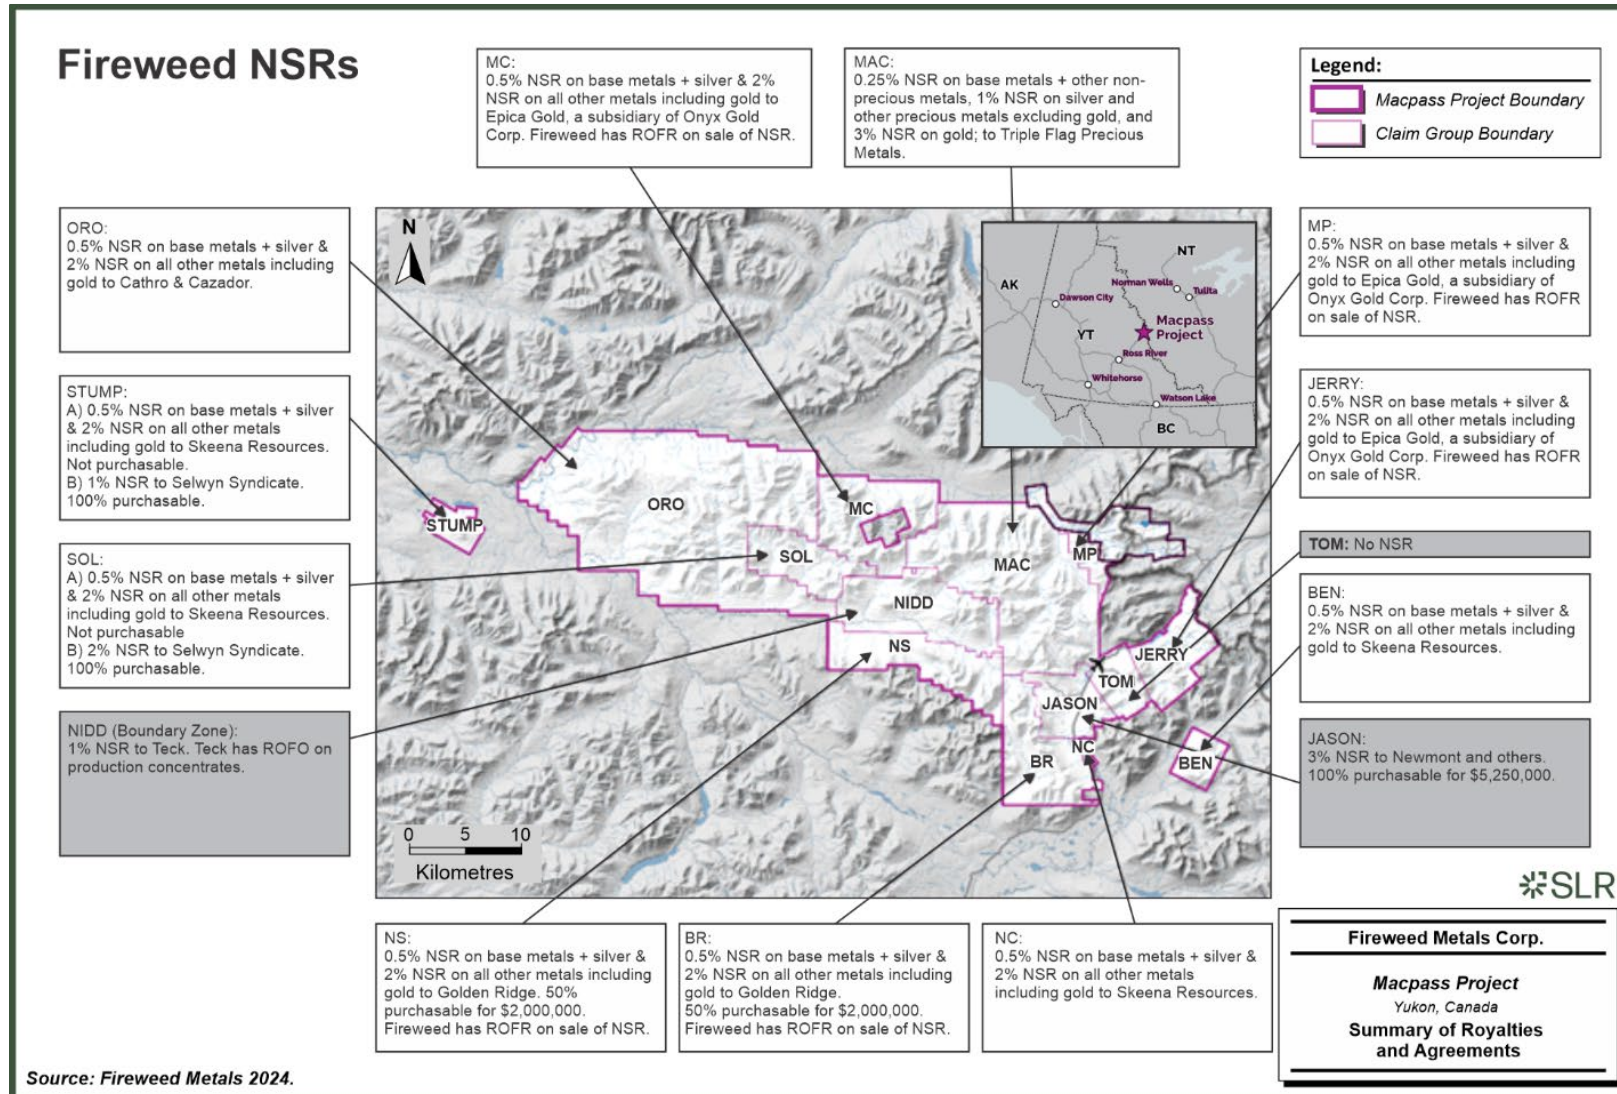 Fireweed NSRs
MC:
0.5% NSR on base metals + silver & 2%
NSR on all other metals including gold to
Epica Gold, a subsidiary of Onyx Gold
Corp. Fireweed has ROFR on sale of NSR.
MAC:
0.25% NSR on base metals + other non-
precious metals, 1% NSR on silver and
other precious metals excluding gold, and
3% NSR on gold; to Triple Flag Precious
Metals.
Legend:
Macpass Project Boundary
Claim Group Boundary
ORO:
0.5% NSR on base metals + silver &
2% NSR on all other metals including
gold to Cathro & Cazador.
STUMP:
A) 0.5% NSR on base metals + silver
& 2% NSR on all other metals
including gold to Skeena Resources.
Not purchasable.
B) 1% NSR to Selwyn Syndicate.
100% purchasable.
SOL:
A) 0.5% NSR on base metals + silver
& 2% NSR on all other metals
including gold to Skeena Resources.
Not purchasable
B) 2% NSR to Selwyn Syndicate.
100% purchasable.
NIDD (Boundary Zone):
1% NSR to Teck. Teck has ROFO on
production concentrates.
N
NT
AK
Norman Wells
Tulita
Dawson City
Macpass
Project
YT
Ross River
Whitehorse
Watson Lake
BC
ORO
MC
STUMP
SOL
MAC
MP
NIDD
NS
JERRY
TOM
JASON
NC
BR
BEN
0 5 10
Kilometres
MP:
0.5% NSR on base metals + silver &
2% NSR on all other metals including
gold to Epica Gold, a subsidiary of
Onyx Gold Corp. Fireweed has ROFR
on sale of NSR.
JERRY:
0.5% NSR on base metals + silver &
2% NSR on all other metals including
gold to Epica Gold, a subsidiary of
Onyx Gold Corp. Fireweed has ROFR
on sale of NSR.
TOM: No NSR
BEN:
0.5% NSR on base metals + silver &
2% NSR on all other metals including
gold to Skeena Resources.
JASON:
3% NSR to Newmont and others.
100% purchasable for $5,250,000.
NS:
0.5% NSR on base metals + silver &
2% NSR on all other metals including
gold to Golden Ridge. 50%
purchasable for $2,000,000.
Fireweed has ROFR on sale of NSR.
BR:
0.5% NSR on base metals + silver &
2% NSR on all other metals including
gold to Golden Ridge.
50% purchasable for $2,000,000.
Fireweed has ROFR on sale of NSR.
NC:
0.5% NSR on base metals + silver &
2% NSR on all other metals
including gold to Skeena Resources.
SLR
Fireweed Metals Corp.
Macpass Project
Yukon, Canada
Summary of Royalties
and Agreements
Source: Fireweed Metals 2024.